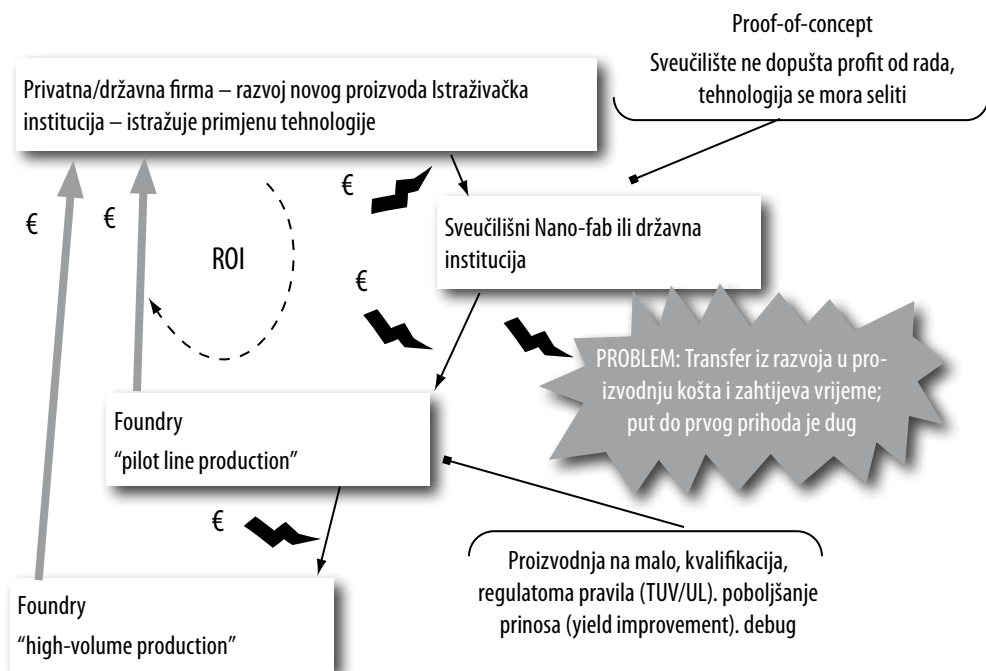 Proof-of-concept
Sveučilište ne dopušta profit od rada,
tehnologija se mora seliti
Privatna/državna firma – razvoj novog proizvoda Istraživačka
institucija – istražuje primjenu tehnologije
€
€
€
ROI
Sveučilišni Nano-fab ili državna
institucija
€
PROBLEM: Transfer iz razvoja u pro-
izvodnju košta i zahtijeva vrijeme;
put do prvog prihoda je dug
Foundry
“pilot line production”
€
Proizvodnja na malo, kvalifikacija,
regulatoma pravila (TUV/UL). poboljšanje
prinosa (yield improvement). debug
Foundry
“high-volume production”